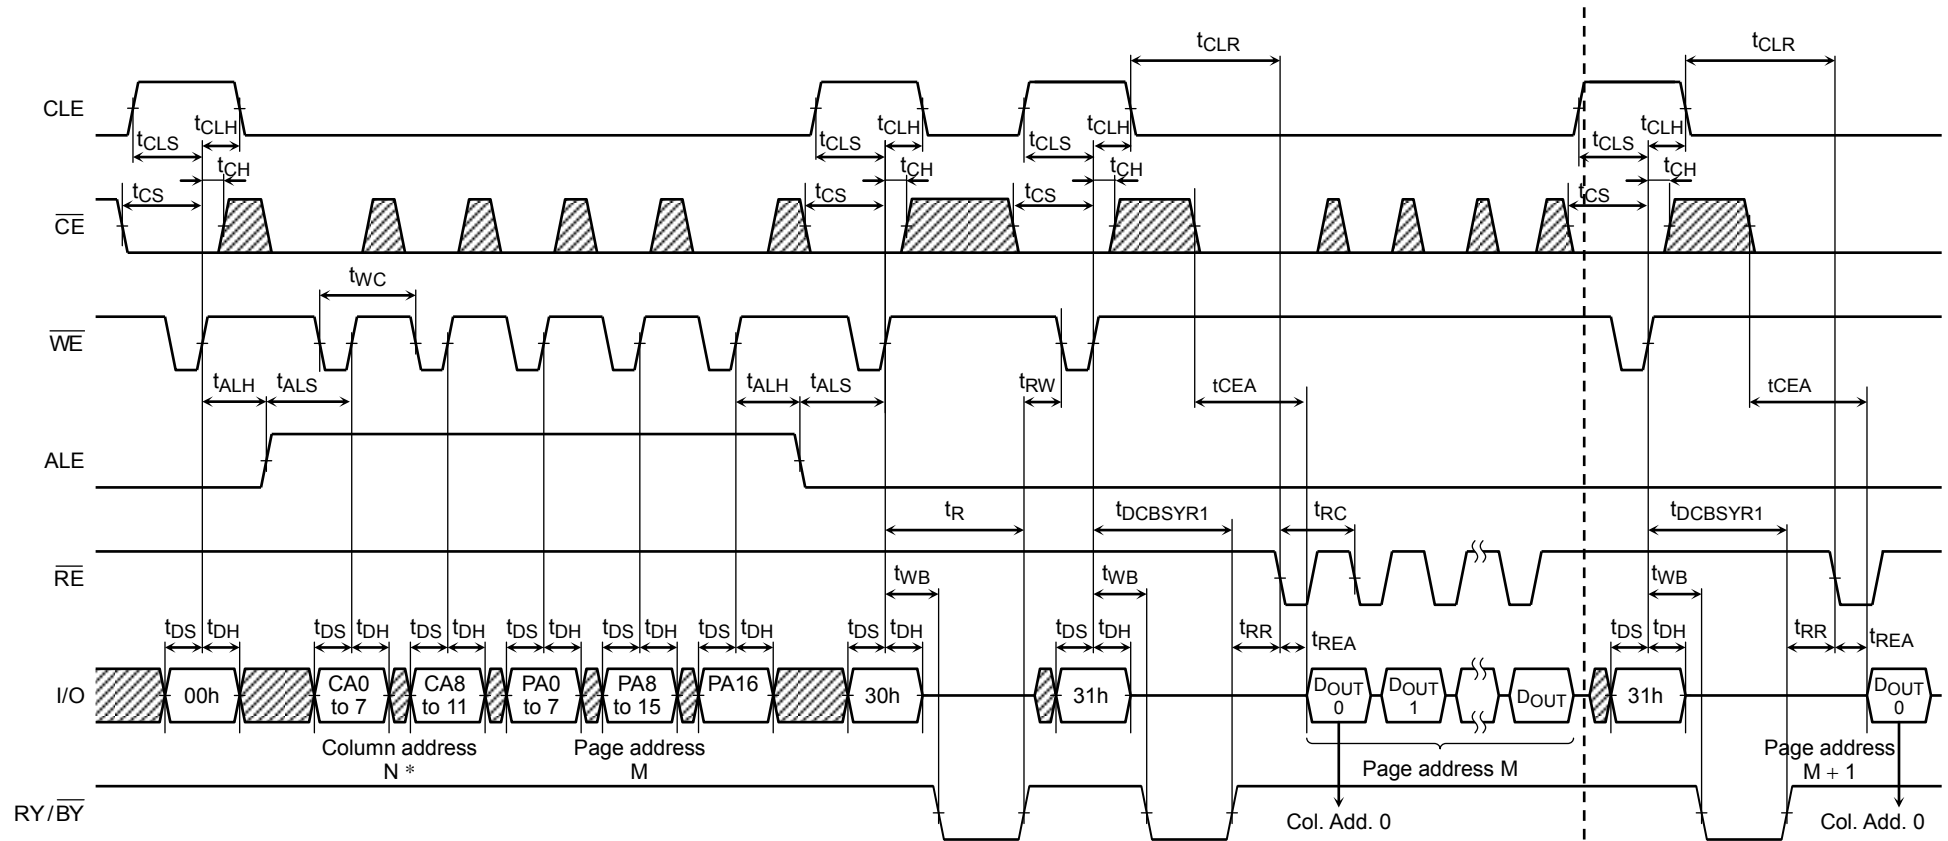 tCLR tCLR
CLE
tCLH tCLH tCLH tCLH
tCLS tCLS tCLS tCLS
tCH tCH tCH tCH
tCS tCS tCS tCS
CE
tWC
WE
tALH tALS tALH tALS tRW tCEA tCEA
ALE
tR tDCBSYR1 tRC tDCBSYR1
RE
tWB tWB tWB
tDS tDH tDS tDH tDS tDH tDS tDH tDS tDH tDS tDH tDS tDH tDS tDH tRR tREA tDS tDH tRR tREA
I/O
00h
CA0
to 7
CA8
to 11
PA0
to 7
PA8
to 15
PA16
30h
31h
DOUT
0
DOUT
1
DOUT
31h
DOUT
0
Column address
N *
Page address
M
Page address M
Page address
M + 1
RY/BY
Col. Add. 0
Col. Add. 0